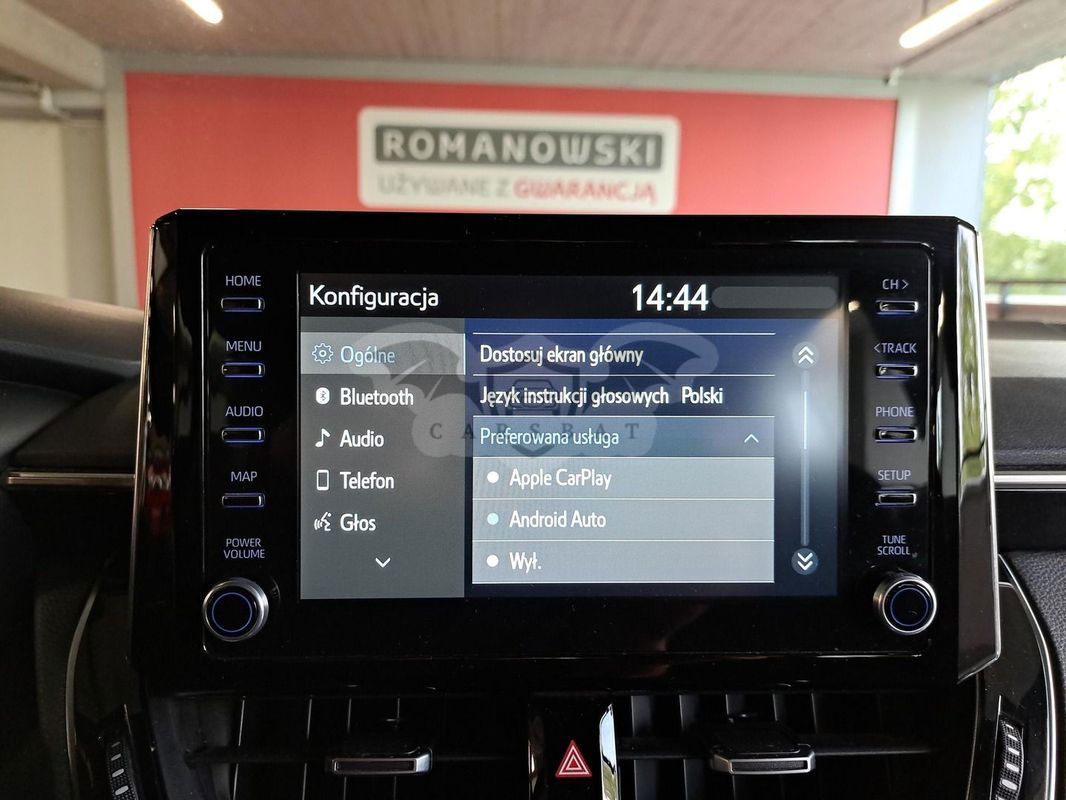 ROMANOWSKI
UŻYWANE Z GWARANCJĄ
HOME
MENU
AUDIO
MAP
POWER
VOLUME
Konfiguracja 14:44
Ogólne
Bluetooth
Audio
Telefon
Głos
Dostosuj ekran główny
Język instrukcji głosowych Polski
Preferowana usługa
Apple CarPlay
Android Auto
Wył.
CARSBAT
CH >
< TRACK
PHONE
SETUP
TUNE
SCROLL